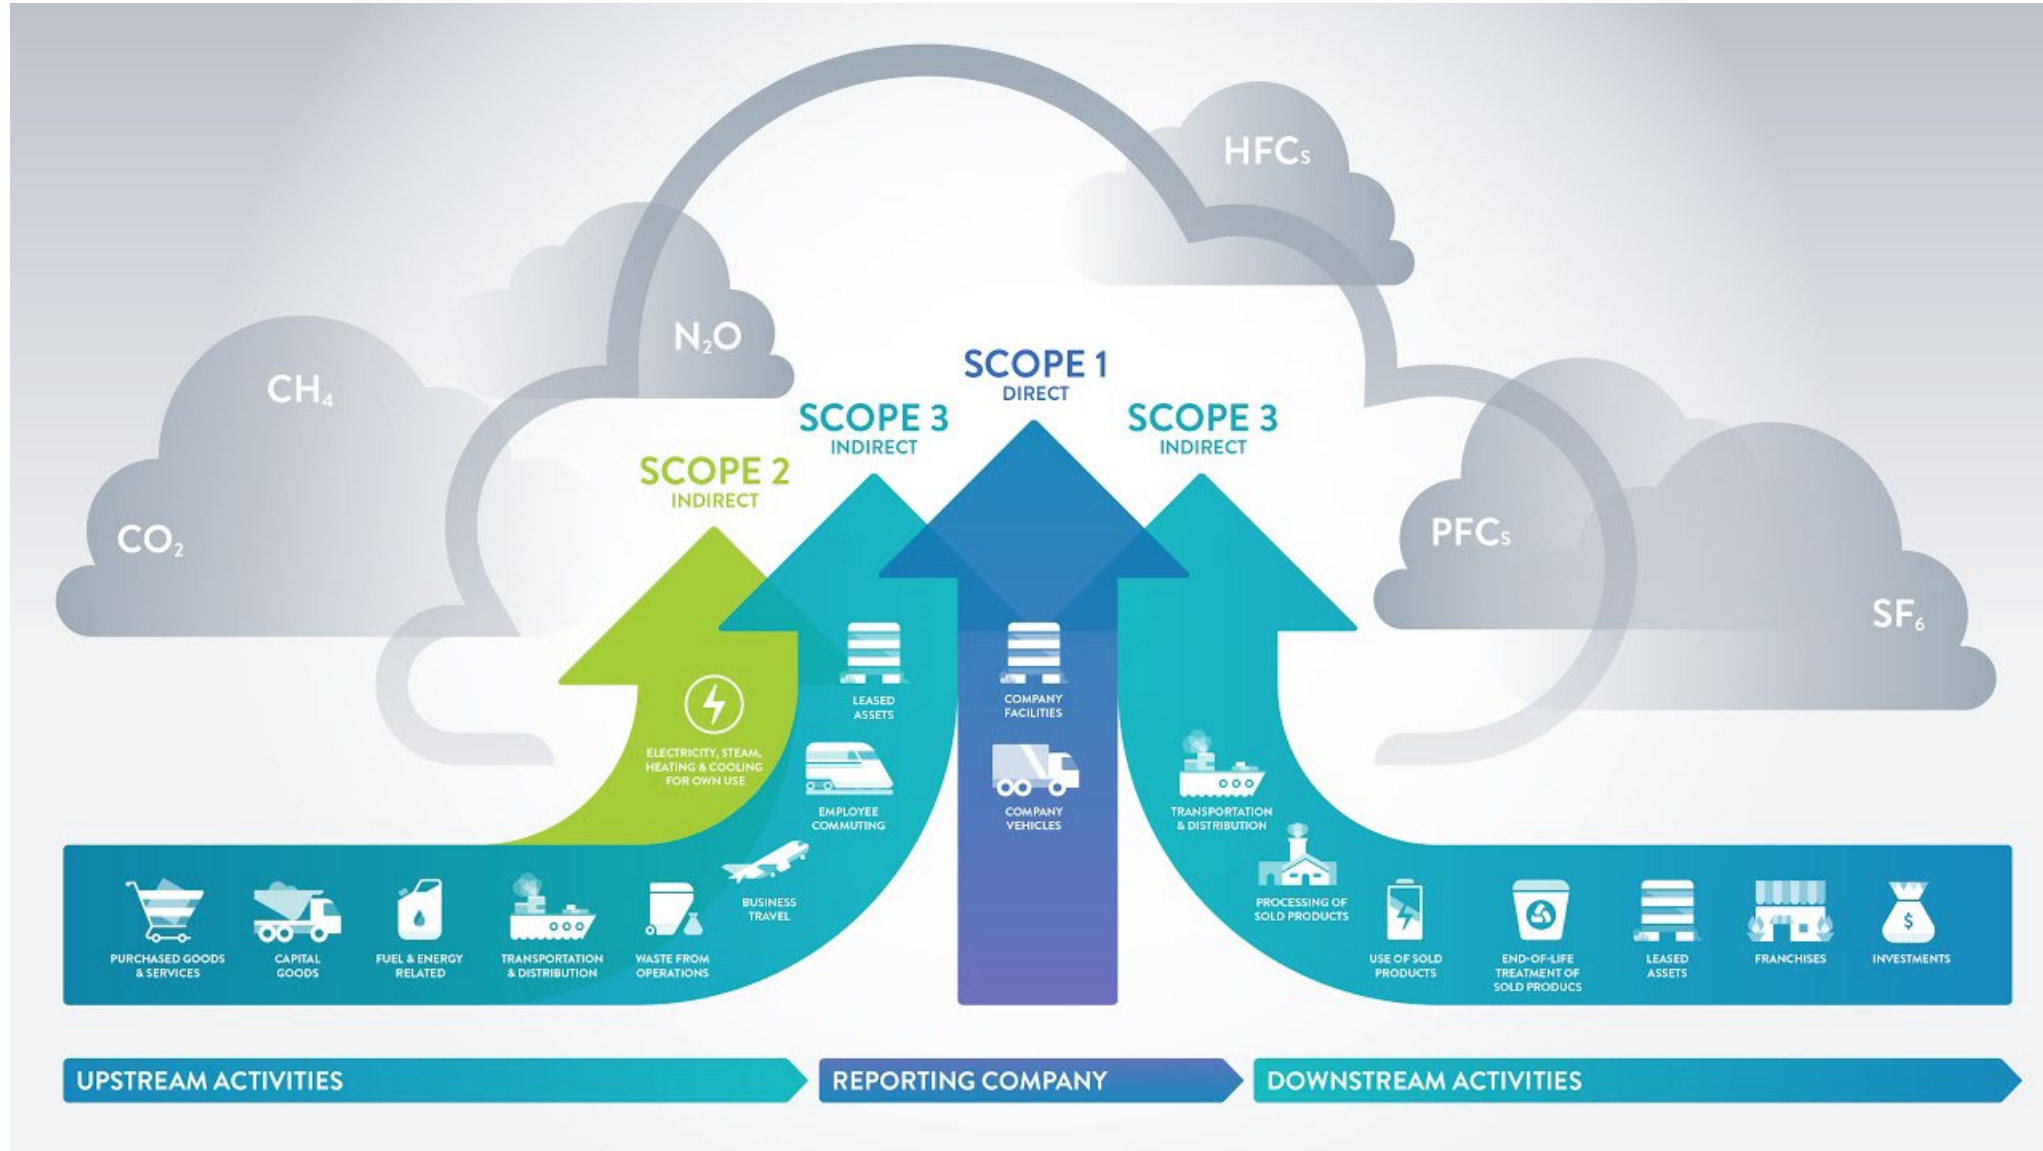 HFCs
N₂O
CH₄
CO₂
PFCs
SF₆
SCOPE 1
DIRECT
SCOPE 3
INDIRECT
SCOPE 3
INDIRECT
SCOPE 2
INDIRECT
ELECTRICITY, STEAM,
HEATING & COOLING
FOR OWN USE
LEASED
ASSETS
EMPLOYEE
COMMUTING
BUSINESS
TRAVEL
COMPANY
FACILITIES
COMPANY
VEHICLES
TRANSPORTATION
& DISTRIBUTION
PROCESSING OF
SOLD PRODUCTS
PURCHASED GOODS
& SERVICES
CAPITAL
GOODS
FUEL & ENERGY
RELATED
TRANSPORTATION
& DISTRIBUTION
WASTE FROM
OPERATIONS
USE OF SOLD
PRODUCTS
END-OF-LIFE
TREATMENT OF
SOLD PRODUCS
LEASED
ASSETS
FRANCHISES
$
INVESTMENTS
UPSTREAM ACTIVITIES
REPORTING COMPANY
DOWNSTREAM ACTIVITIES